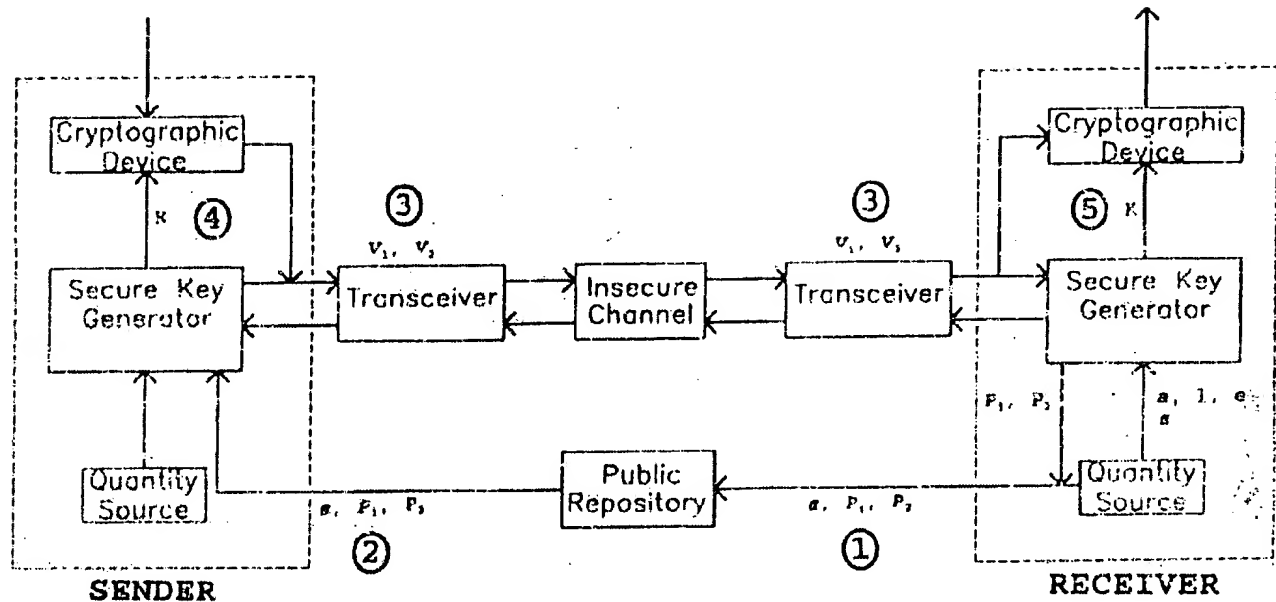 Cryptographic
Device
Cryptographic
Device
K
④
③
v₁, v₂
③
v₁, v₂
⑤
K
Secure Key
Generator
Transceiver
Insecure
Channel
Transceiver
Secure Key
Generator
P₁, P₂
Quantity
Source
Public
Repository
Quantity
Source
P₁, P₂
P₁, P₂
②
①
SENDER
RECEIVER